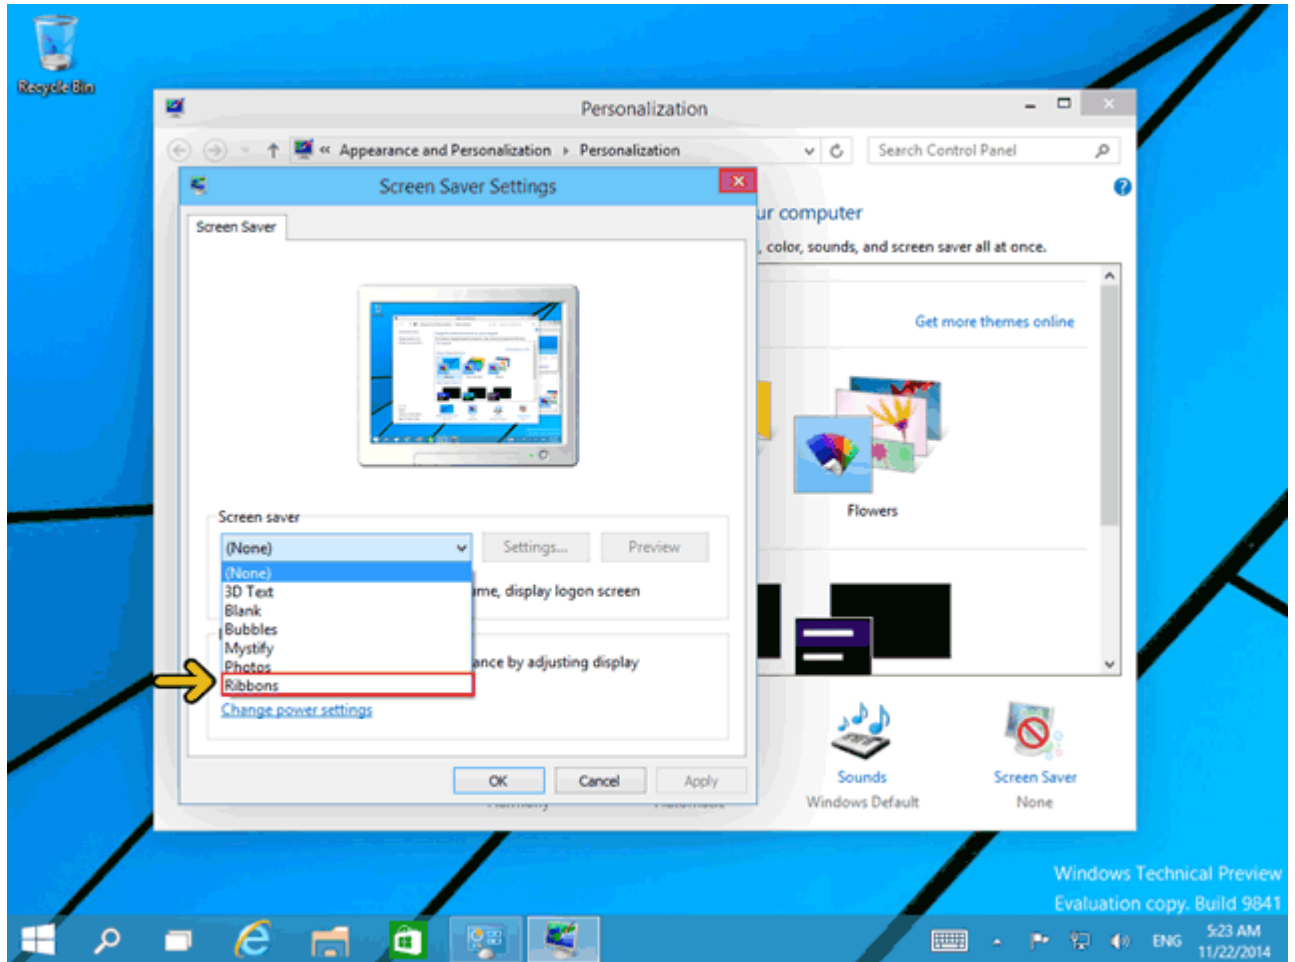 Recycle Bin
Personalization
« Appearance and Personalization › Personalization
Search Control Panel
Screen Saver Settings
ur computer
Screen Saver
, color, sounds, and screen saver all at once.
Get more themes online
Flowers
Screen saver
(None)
Settings...
Preview
(None)
3D Text
ume, display logon screen
Blank
Bubbles
Mystify
Photos
ance by adjusting display
Ribbons
Change power settings
OK
Cancel
Apply
Sounds
Windows Default
Screen Saver
None
Windows Technical Preview
Evaluation copy. Build 9841
ENG
5:23 AM
11/22/2014